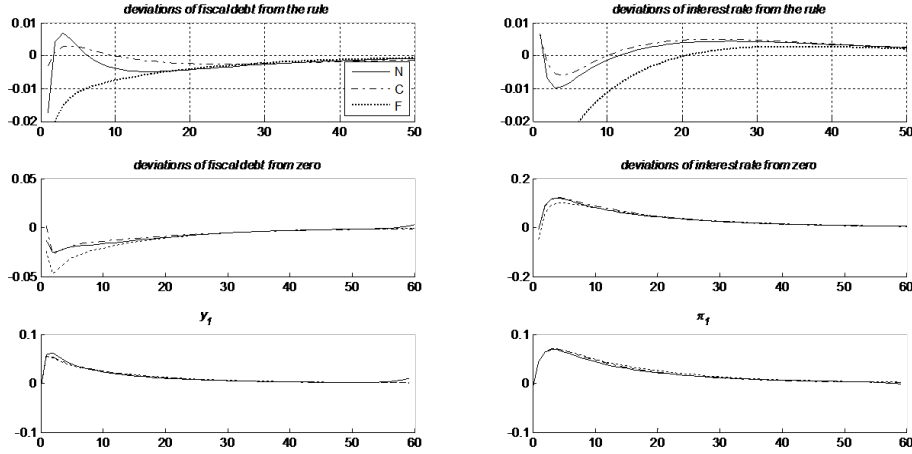 deviations of fiscal debt from the rule
0.01
0
-0.01
-0.02
0 10 20 30 40 50
N
C
F
deviations of interest rate from the rule
0.01
0
-0.01
-0.02
0 10 20 30 40 50
deviations of fiscal debt from zero
0.05
0
-0.05
0 10 20 30 40 50 60
deviations of interest rate from zero
0.2
0
-0.2
0 10 20 30 40 50 60
y_f
0.1
0
-0.1
0 10 20 30 40 50 60
π_f
0.1
0
-0.1
0 10 20 30 40 50 60